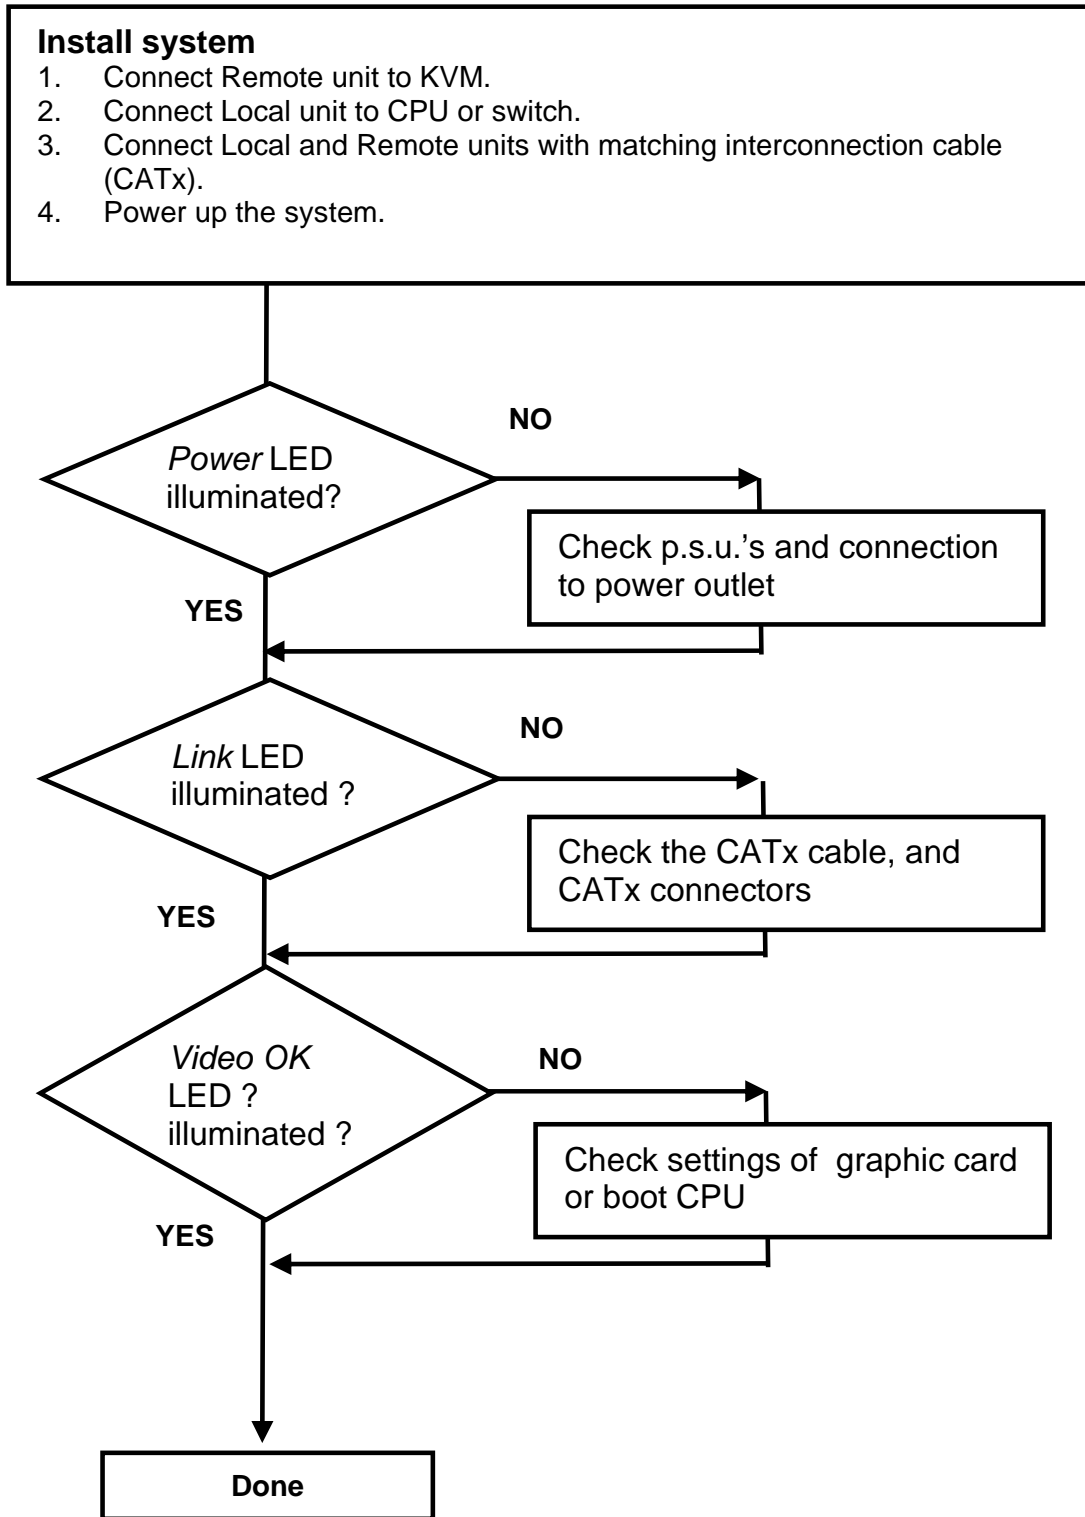 Install system
1. Connect Remote unit to KVM.
2. Connect Local unit to CPU or switch.
3. Connect Local and Remote units with matching interconnection cable
(CATx).
4. Power up the system.
NO
Power LED
illuminated?
Check p.s.u.'s and connection
to power outlet
YES
NO
Link LED
illuminated ?
Check the CATx cable, and
CATx connectors
YES
NO
Video OK
LED ?
illuminated ?
Check settings of  graphic card
or boot CPU
YES
Done